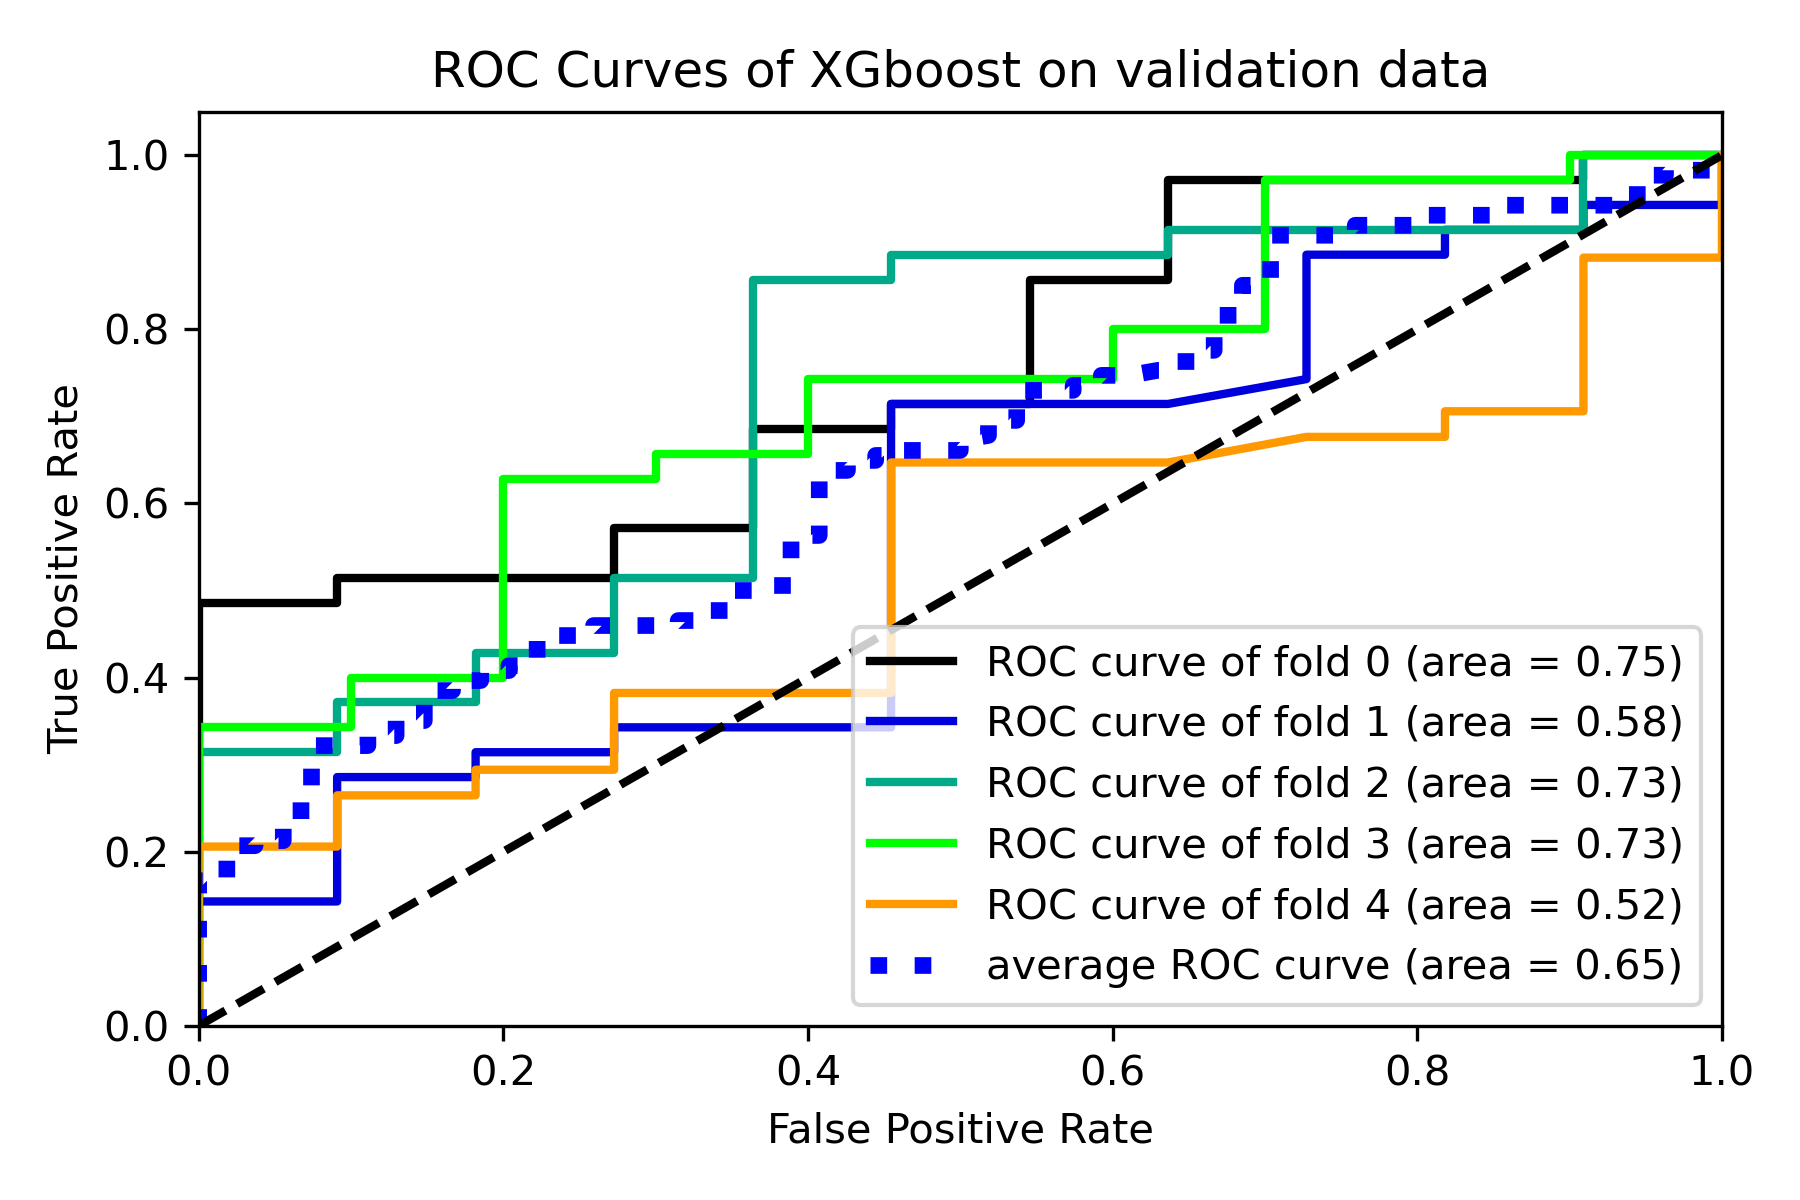 ROC Curves of XGboost on validation data
True Positive Rate
1.0
0.8
0.6
0.4
0.2
0.0
0.0 0.2 0.4 0.6 0.8 1.0
False Positive Rate
ROC curve of fold 0 (area = 0.75)
ROC curve of fold 1 (area = 0.58)
ROC curve of fold 2 (area = 0.73)
ROC curve of fold 3 (area = 0.73)
ROC curve of fold 4 (area = 0.52)
average ROC curve (area = 0.65)